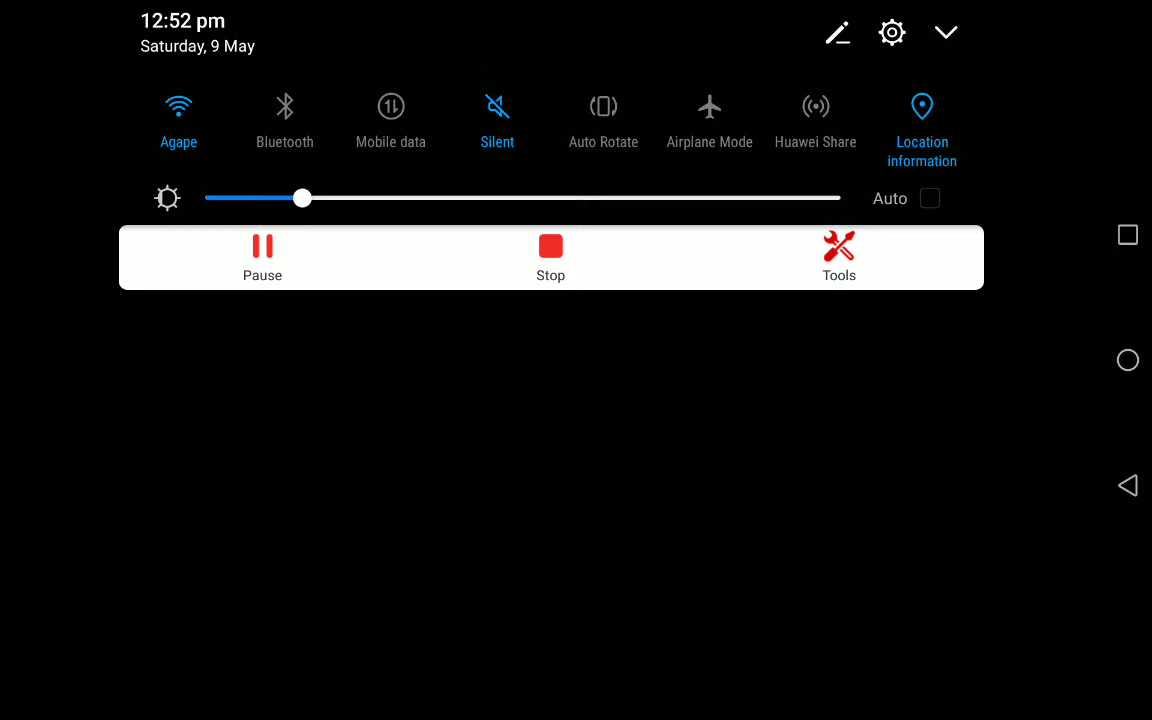 12:52 pm
Saturday, 9 May
Agape
Bluetooth
Mobile data
Silent
Auto Rotate
Airplane Mode
Huawei Share
Location
information
Auto
Pause
Stop
Tools